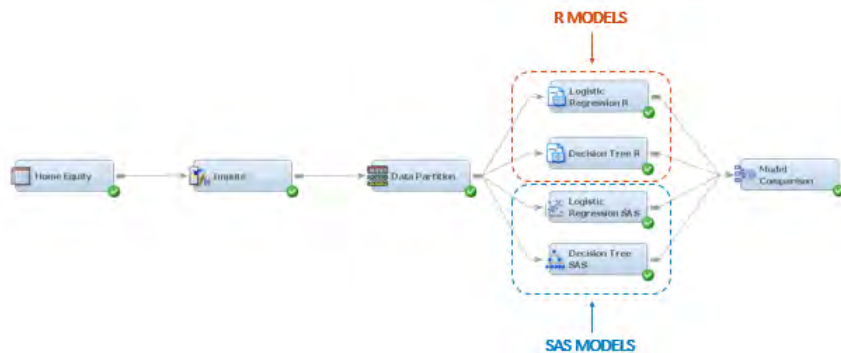 R MODELS
Logistic
Regression R
Decision Tree R
Home Equity
Impute
Data Partition
Model
Comparison
Logistic
Regression SAS
Decision Tree
SAS
SAS MODELS